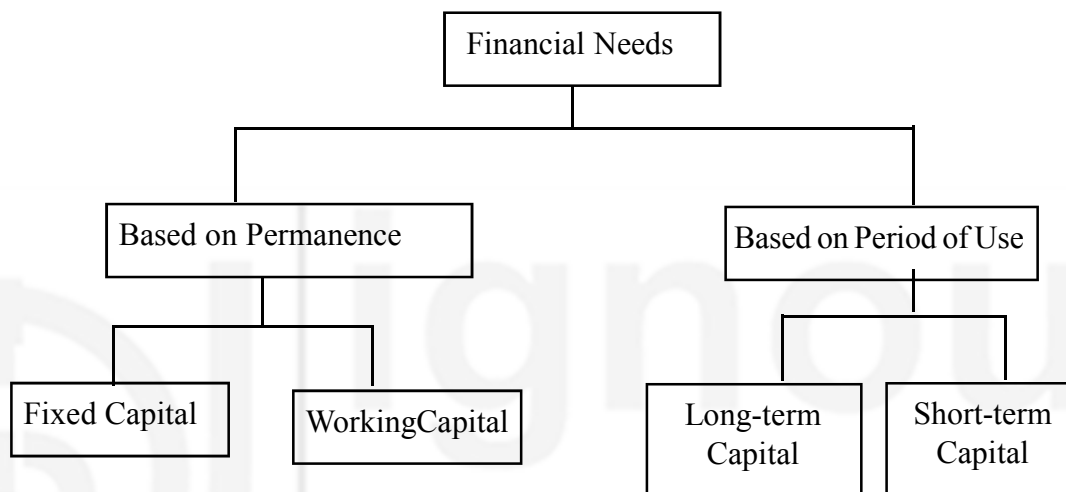 Financial Needs
Based on Permanence
Based on Period of Use
Fixed Capital
WorkingCapital
Long-term
Capital
Short-term
Capital
ignou